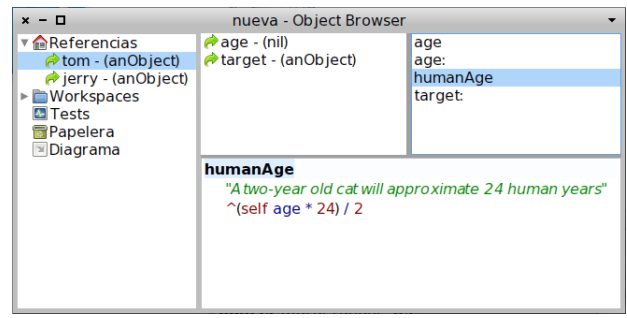 nueva - Object Browser
Referencias
tom - (anObject)
jerry - (anObject)
Workspaces
Tests
Papelera
Diagrama
age - (nil)
target - (anObject)
age
age:
humanAge
target:
humanAge
"A two-year old cat will approximate 24 human years"
^(self age * 24) / 2